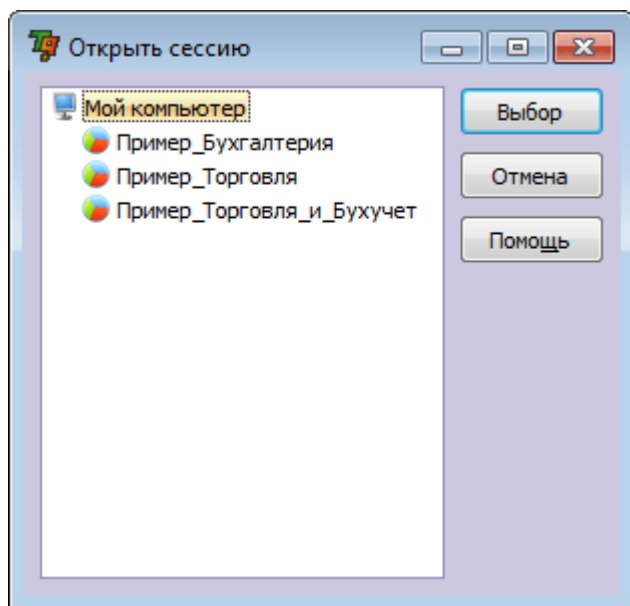 Открыть сессию
Мой компьютер
Пример_Бухгалтерия
Пример_Торговля
Пример_Торговля_и_Бухучет
Выбор
Отмена
Помощь